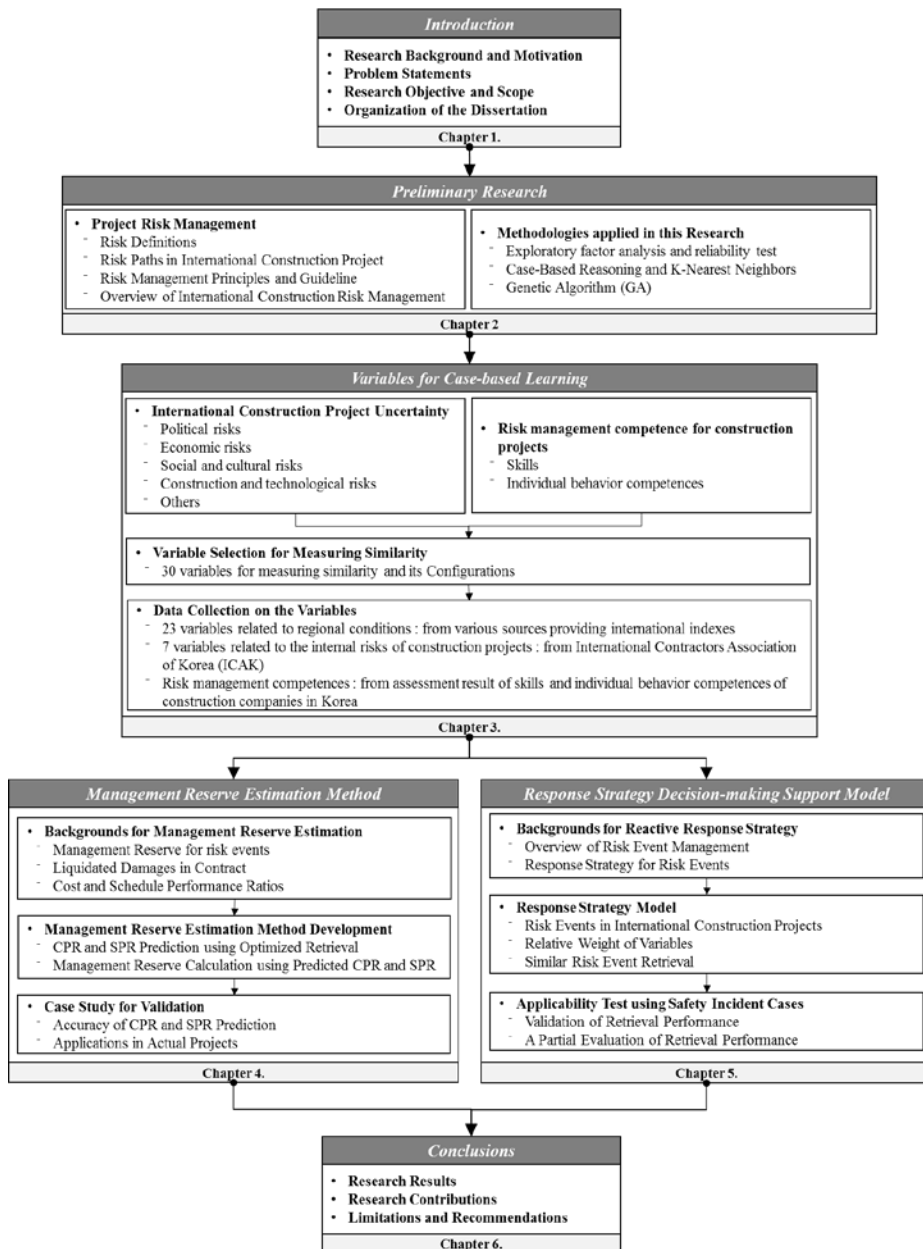 Introduction
• Research Background and Motivation
• Problem Statements
• Research Objective and Scope
• Organization of the Dissertation
Chapter 1.
Preliminary Research
• Project Risk Management
- Risk Definitions
- Risk Paths in International Construction Project
- Risk Management Principles and Guideline
- Overview of International Construction Risk Management
• Methodologies applied in this Research
- Exploratory factor analysis and reliability test
- Case-Based Reasoning and K-Nearest Neighbors
- Genetic Algorithm (GA)
Chapter 2
Variables for Case-based Learning
• International Construction Project Uncertainty
- Political risks
- Economic risks
- Social and cultural risks
- Construction and technological risks
- Others
• Risk management competence for construction
projects
- Skills
- Individual behavior competences
• Variable Selection for Measuring Similarity
- 30 variables for measuring similarity and its Configurations
• Data Collection on the Variables
- 23 variables related to regional conditions : from various sources providing international indexes
- 7 variables related to the internal risks of construction projects : from International Contractors Association
of Korea (ICAK)
- Risk management competences : from assessment result of skills and individual behavior competences of
construction companies in Korea
Chapter 3.
Management Reserve Estimation Method
• Backgrounds for Management Reserve Estimation
- Management Reserve for risk events
- Liquidated Damages in Contract
- Cost and Schedule Performance Ratios
• Management Reserve Estimation Method Development
- CPR and SPR Prediction using Optimized Retrieval
- Management Reserve Calculation using Predicted CPR and SPR
• Case Study for Validation
- Accuracy of CPR and SPR Prediction
- Applications in Actual Projects
Chapter 4.
Response Strategy Decision-making Support Model
• Backgrounds for Reactive Response Strategy
- Overview of Risk Event Management
- Response Strategy for Risk Events
• Response Strategy Model
- Risk Events in International Construction Projects
- Relative Weight of Variables
- Similar Risk Event Retrieval
• Applicability Test using Safety Incident Cases
- Validation of Retrieval Performance
- A Partial Evaluation of Retrieval Performance
Chapter 5.
Conclusions
• Research Results
• Research Contributions
• Limitations and Recommendations
Chapter 6.